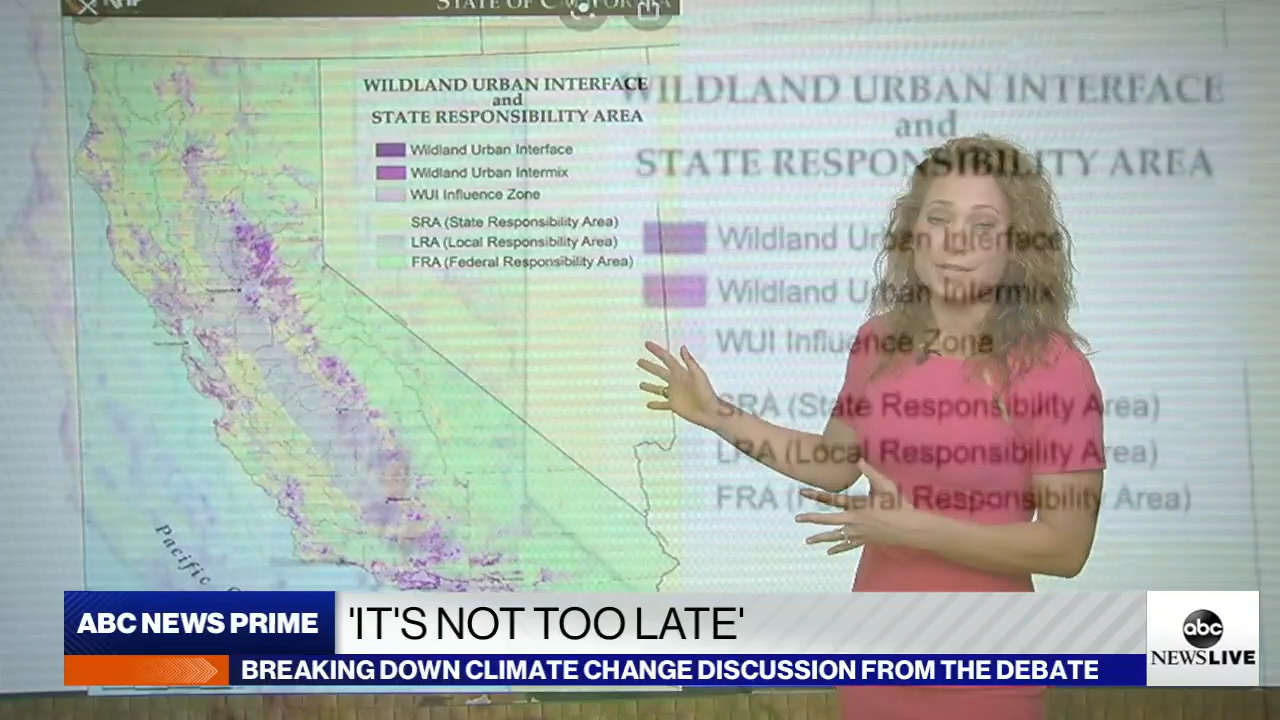 STATE OF CALIFORNIA
WILDLAND URBAN INTERFACE
and
STATE RESPONSIBILITY AREA
Wildland Urban Interface
Wildland Urban Intermix
WUI Influence Zone
SRA (State Responsibility Area)
LRA (Local Responsibility Area)
FRA (Federal Responsibility Area)
WILDLAND URBAN INTERFACE
and
STATE RESPONSIBILITY AREA
Wildland Urban Interface
Wildland Urban Intermix
WUI Influence Zone
SRA (State Responsibility Area)
LRA (Local Responsibility Area)
FRA (Federal Responsibility Area)
Pacific
ABC NEWS PRIME
'IT'S NOT TOO LATE'
BREAKING DOWN CLIMATE CHANGE DISCUSSION FROM THE DEBATE
abc
NEWSLIVE